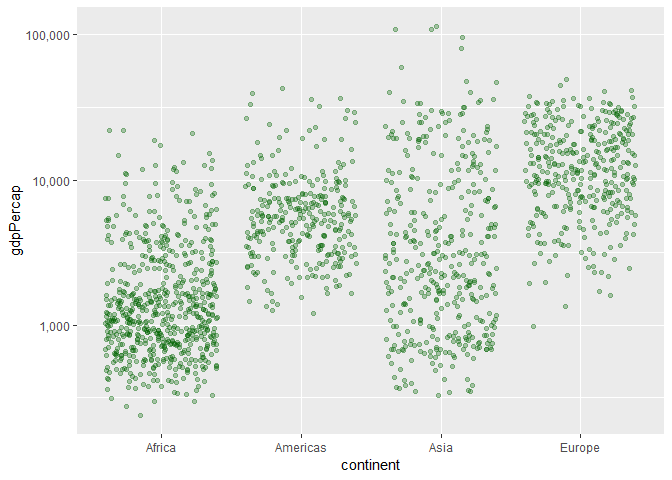 100,000
10,000
1,000
gdpPercap
Africa Americas Asia Europe
continent